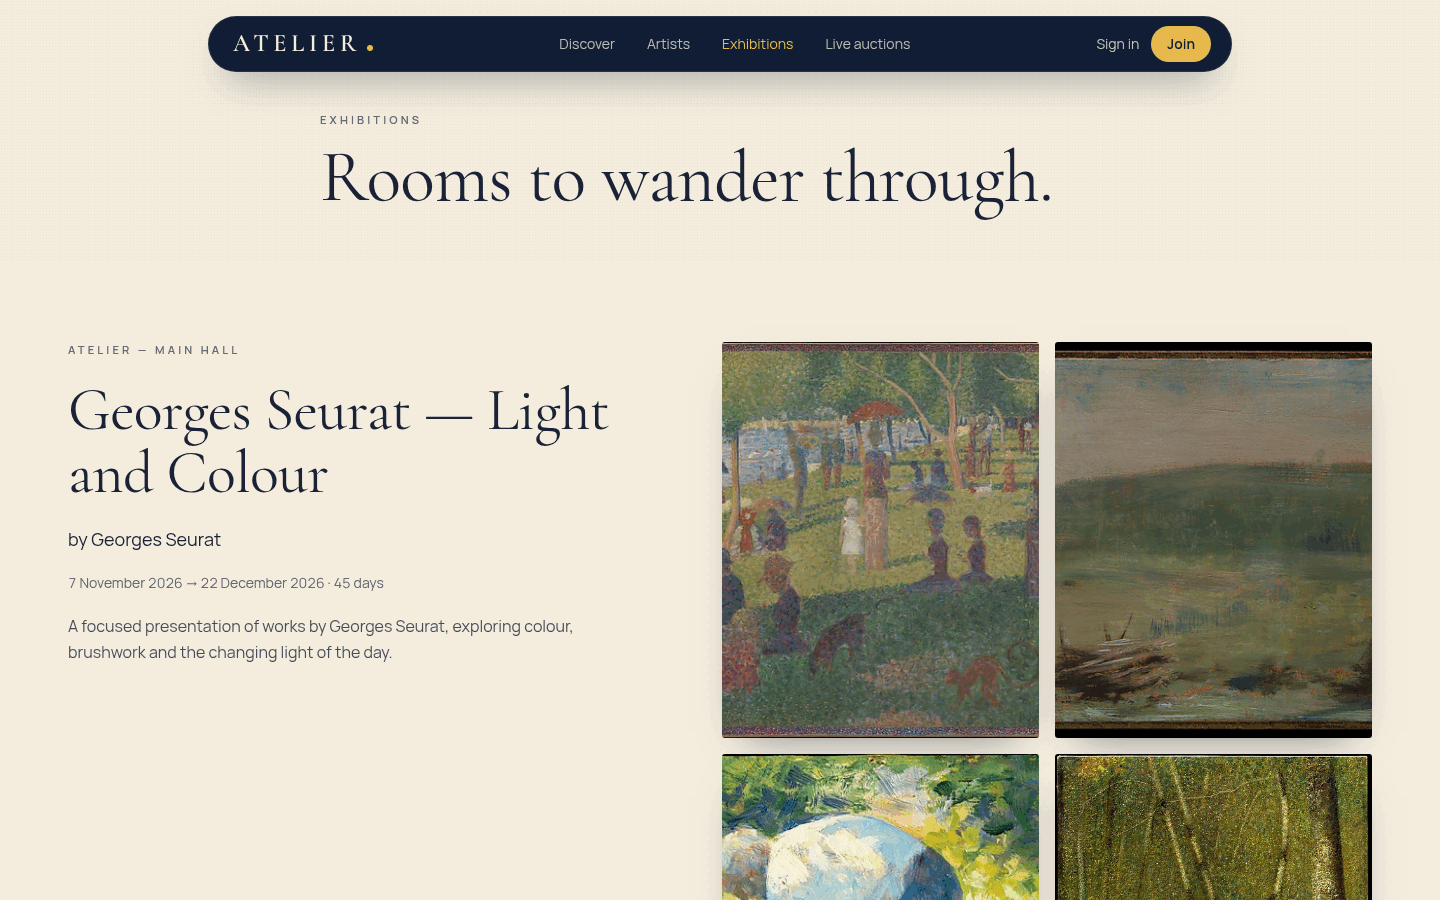 ATELIER
Discover
Artists
Exhibitions
Live auctions
Sign in
Join
EXHIBITIONS
Rooms to wander through.
ATELIER — MAIN HALL
Georges Seurat — Light
and Colour
by Georges Seurat
7 November 2026 → 22 December 2026 · 45 days
A focused presentation of works by Georges Seurat, exploring colour,
brushwork and the changing light of the day.